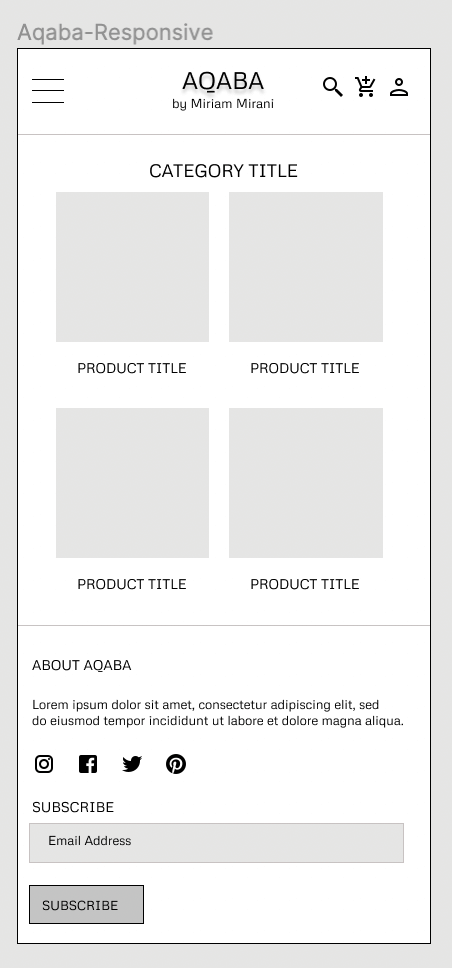 Aqaba-Responsive
AQABA
by Miriam Mirani
CATEGORY TITLE
PRODUCT TITLE PRODUCT TITLE
PRODUCT TITLE PRODUCT TITLE
ABOUT AQABA
Lorem ipsum dolor sit amet, consectetur adipiscing elit, sed
do eiusmod tempor incididunt ut labore et dolore magna aliqua.
SUBSCRIBE
Email Address
SUBSCRIBE